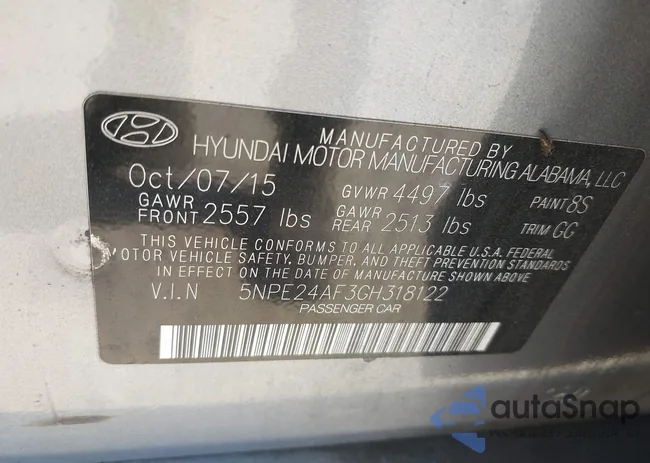 MANUFACTURED BY
HYUNDAI MOTOR MANUFACTURING ALABAMA, LLC
Oct/07/15 GVWR 4497 lbs PAINT 8S
GAWR FRONT 2557 lbs GAWR REAR 2513 lbs TRIM GG
THIS VEHICLE CONFORMS TO ALL APPLICABLE U.S.A. FEDERAL
MOTOR VEHICLE SAFETY, BUMPER, AND THEFT PREVENTION STANDARDS
IN EFFECT ON THE DATE OF MANUFACTURE SHOWN ABOVE
V.I.N 5NPE24AF3GH318122
PASSENGER CAR
autoSnap